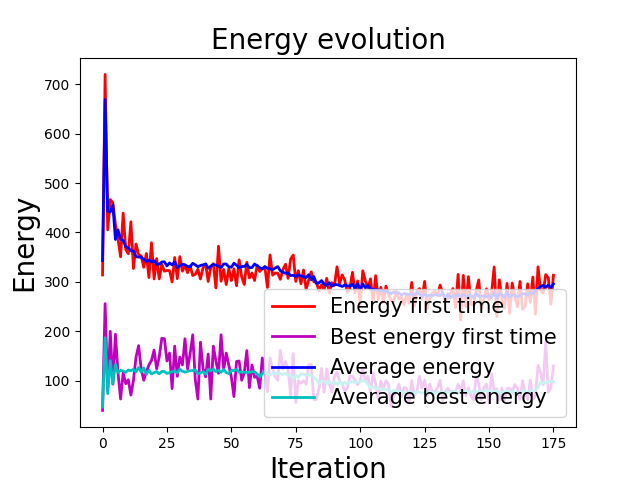 Energy evolution
Energy
700
600
500
400
300
200
100
0
25
50
75
100
125
150
175
Iteration
Energy first time
Best energy first time
Average energy
Average best energy